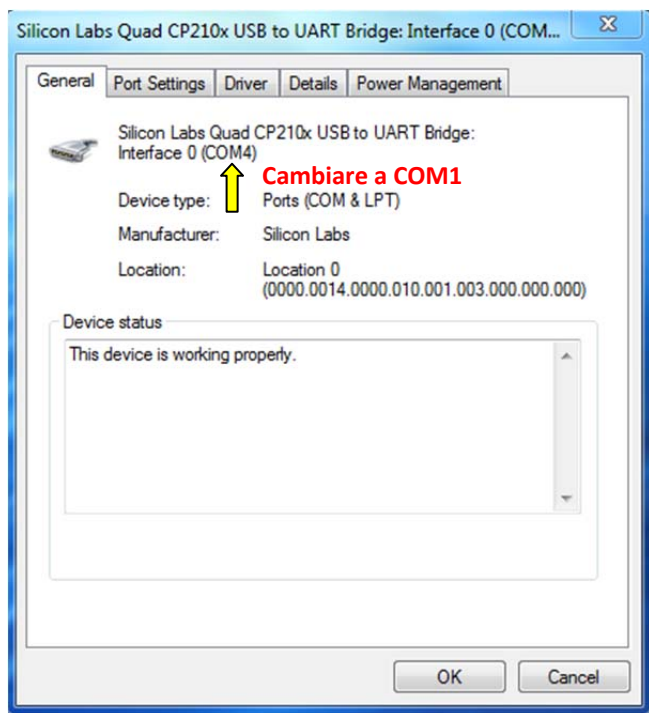 Silicon Labs Quad CP210x USB to UART Bridge: Interface 0 (COM...
General Port Settings Driver Details Power Management
Silicon Labs Quad CP210x USB to UART Bridge:
Interface 0 (COM4)
Cambiare a COM1
Device type: Ports (COM & LPT)
Manufacturer: Silicon Labs
Location: Location 0
(0000.0014.0000.010.001.003.000.000.000)
Device status
This device is working properly.
OK Cancel